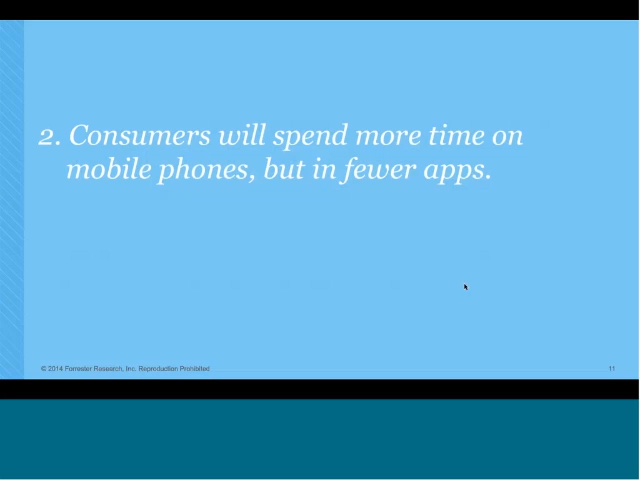 2. Consumers will spend more time on
mobile phones, but in fewer apps.
© 2014 Forrester Research, Inc. Reproduction Prohibited
11